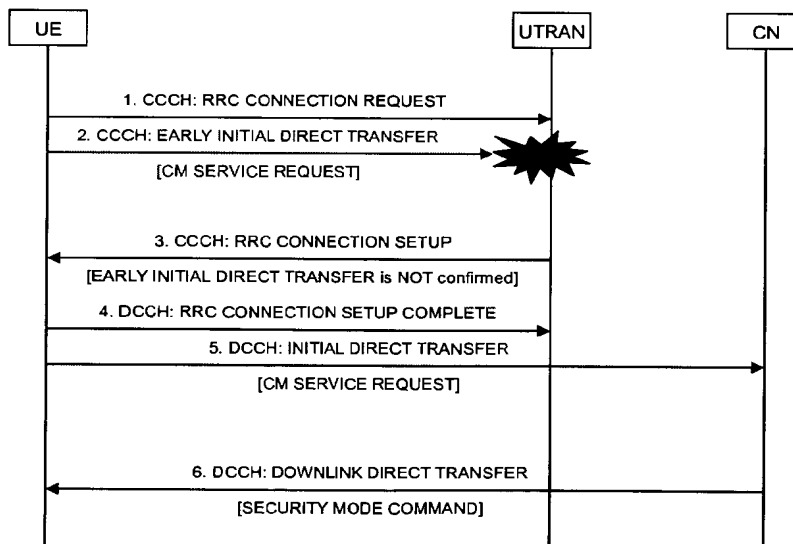 UE
UTRAN
CN
1. CCCH: RRC CONNECTION REQUEST
2. CCCH: EARLY INITIAL DIRECT TRANSFER
[CM SERVICE REQUEST]
3. CCCH: RRC CONNECTION SETUP
[EARLY INITIAL DIRECT TRANSFER is NOT confirmed]
4. DCCH: RRC CONNECTION SETUP COMPLETE
5. DCCH: INITIAL DIRECT TRANSFER
[CM SERVICE REQUEST]
6. DCCH: DOWNLINK DIRECT TRANSFER
[SECURITY MODE COMMAND]